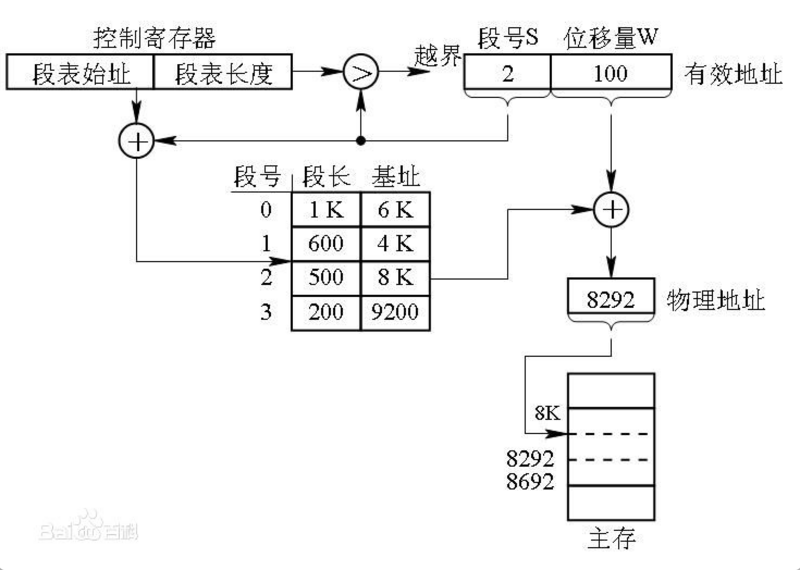 控制寄存器
段表始址 段表长度
>
越界
段号S 位移量W
2 100 有效地址
+
段号 段长 基址
0 1 K 6 K
+
1 600 4 K
2 500 8 K
3 200 9200
8292 物理地址
8K
8292
8692
主存
Bai百科